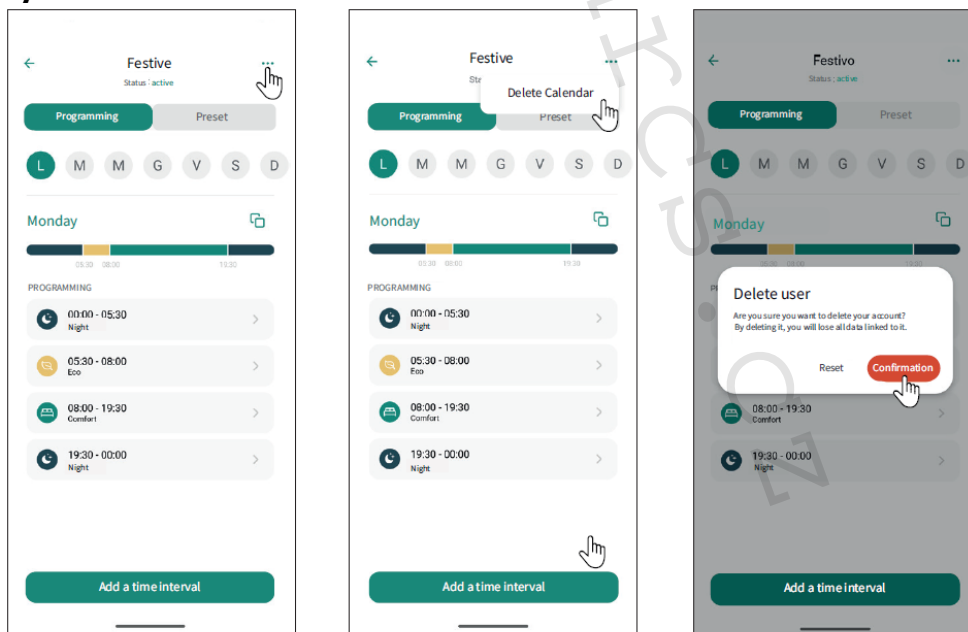 Festive
...
Status : active
Programming
Preset
L M M G V S D
Monday
05:30 08:00 19:30
PROGRAMMING
00:00 - 05:30
Night
05:30 - 08:00
Eco
08:00 - 19:30
Comfort
19:30 - 00:00
Night
Add a time interval
Festive
...
Delete Calendar
Programming
Preset
L M M G V S D
Monday
05:30 08:00 19:30
PROGRAMMING
00:00 - 05:30
Night
05:30 - 08:00
Eco
08:00 - 19:30
Comfort
19:30 - 00:00
Night
Add a time interval
Festivo
...
Status : active
Programming
Preset
L M M G V S D
Monday
05:30 08:00 19:30
Delete user
Are you sure you want to delete your account?
By deleting it, you will lose all data linked to it.
Reset
Confirmation
08:00 - 19:30
Comfort
19:30 - 00:00
Night
Add a time interval